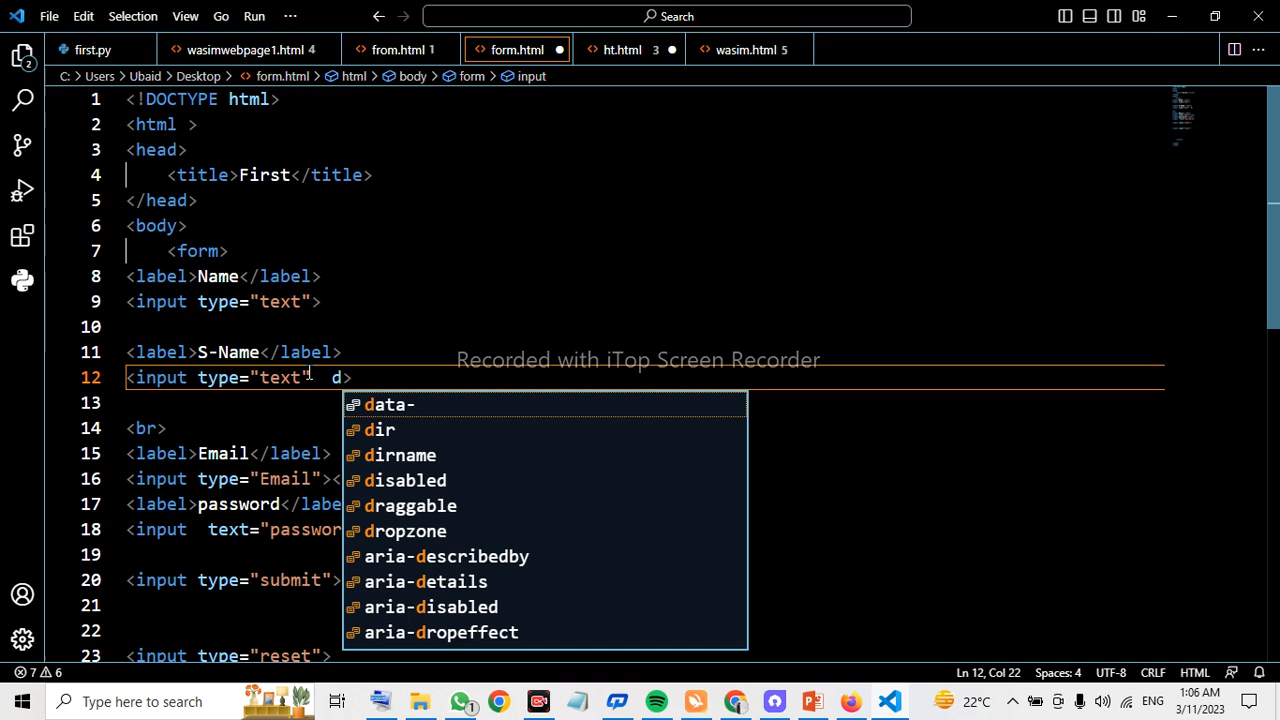 File Edit Selection View Go Run ··· Search
first.py wasimwebpage1.html 4 from.html 1 form.html ht.html 3 wasim.html 5
C: > Users > Ubaid > Desktop > form.html > html > body > form > input
1 <!DOCTYPE html>
2 <html >
3 <head>
4 <title>First</title>
5 </head>
6 <body>
7 <form>
8 <label>Name</label>
9 <input type="text">
10
11 <label>S-Name</label>
Recorded with iTop Screen Recorder
12 <input type="text" d>
13
data-
14 <br>
dir
15 <label>Email</label>
dirname
16 <input type="Email"><
disabled
17 <label>password</labe
draggable
18 <input text="passwor
dropzone
19
aria-describedby
20 <input type="submit">
aria-details
21
aria-disabled
22
aria-dropeffect
23 <input type="reset">
7 6 Ln 12, Col 22 Spaces: 4 UTF-8 CRLF HTML
Type here to search 1 22°C ENG 1:06 AM
3/11/2023
2